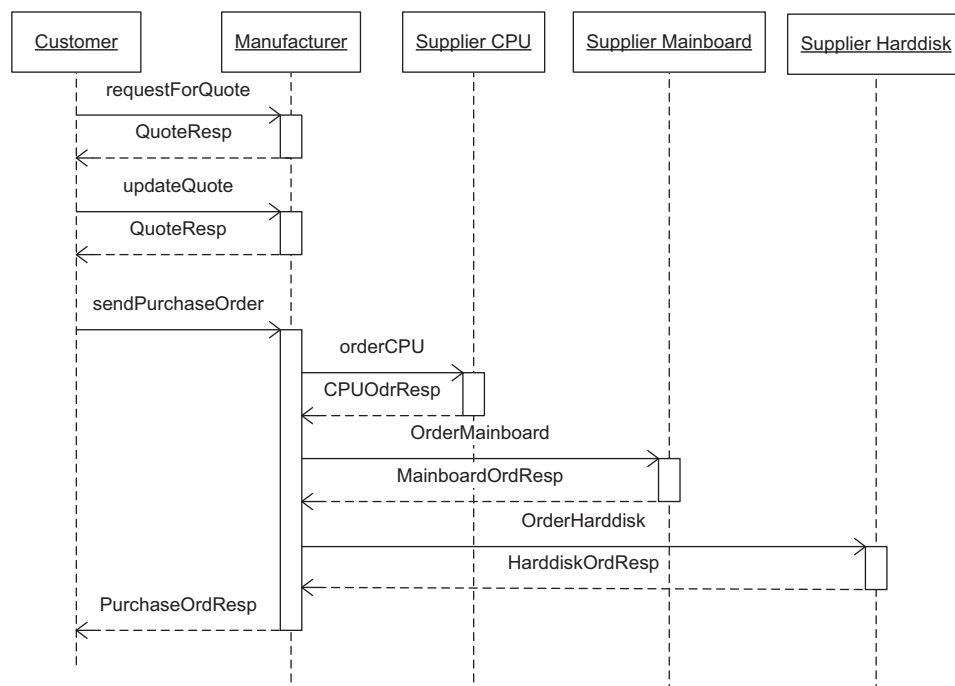 Customer
Manufacturer
Supplier CPU
Supplier Mainboard
Supplier Harddisk
requestForQuote
QuoteResp
updateQuote
QuoteResp
sendPurchaseOrder
orderCPU
CPUOdrResp
OrderMainboard
MainboardOrdResp
OrderHarddisk
HarddiskOrdResp
PurchaseOrdResp